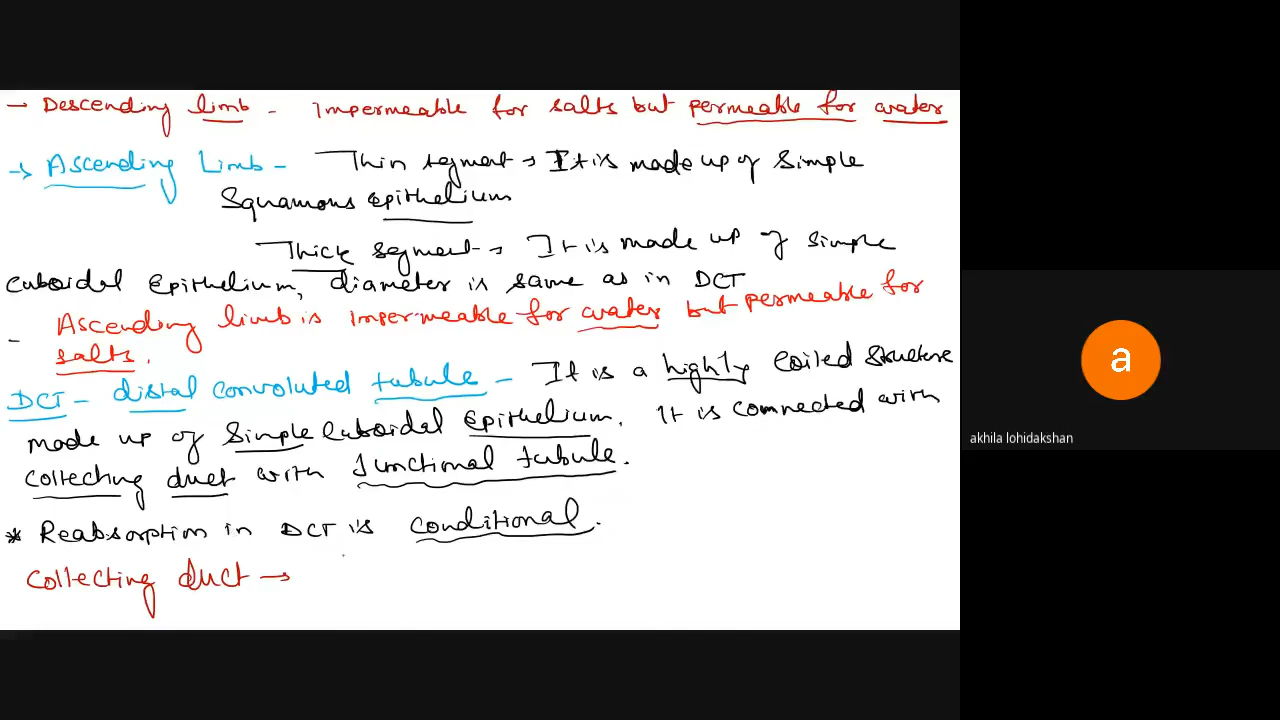 → Descending limb - Impermeable for salts but permeable for water
→ Ascending Limb - Thin segment → It is made up of simple
Squamous Epithelium
Thick segment → It is made up of simple
cuboidal Epithelium, diameter is same as in DCT
- Ascending limb is impermeable for water but permeable for
salts.
DCT - distal convoluted tubule - It is a highly coiled structure
made up of simple cuboidal Epithelium. It is connected with
collecting duct with junctional tubule.
* Reabsorption in DCT is conditional.
collecting duct →
a
akhila lohidakshan